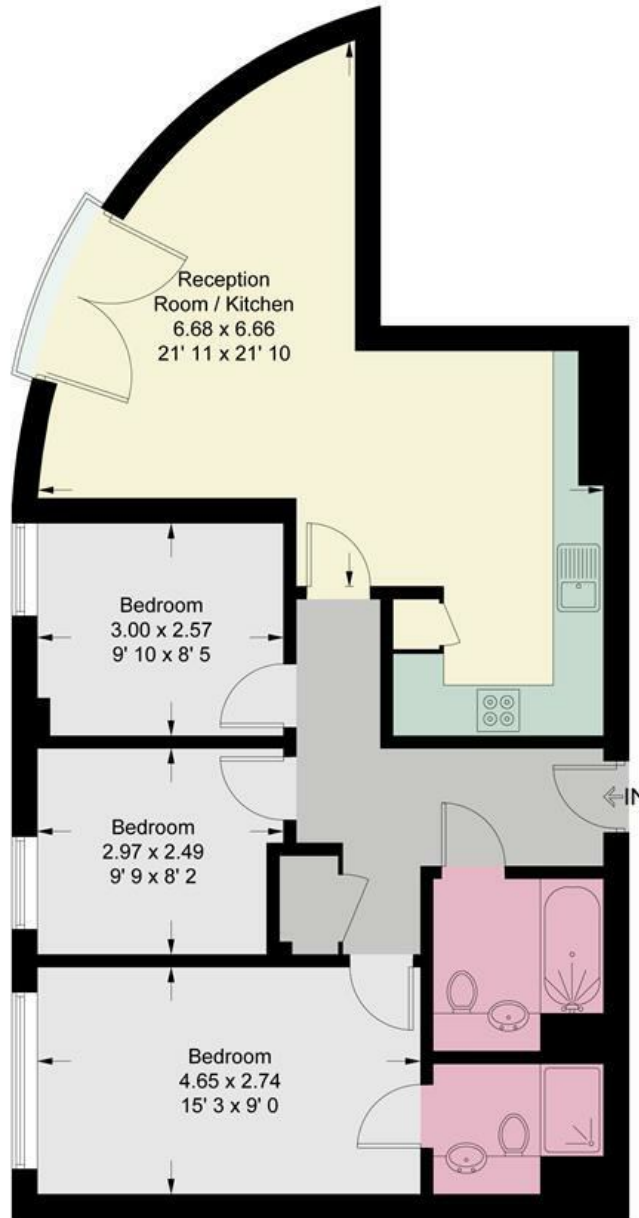 Reception
Room / Kitchen
6.68 x 6.66
21' 11 x 21' 10
Bedroom
3.00 x 2.57
9' 10 x 8' 5
IN
Bedroom
2.97 x 2.49
9' 9 x 8' 2
Bedroom
4.65 x 2.74
15' 3 x 9' 0